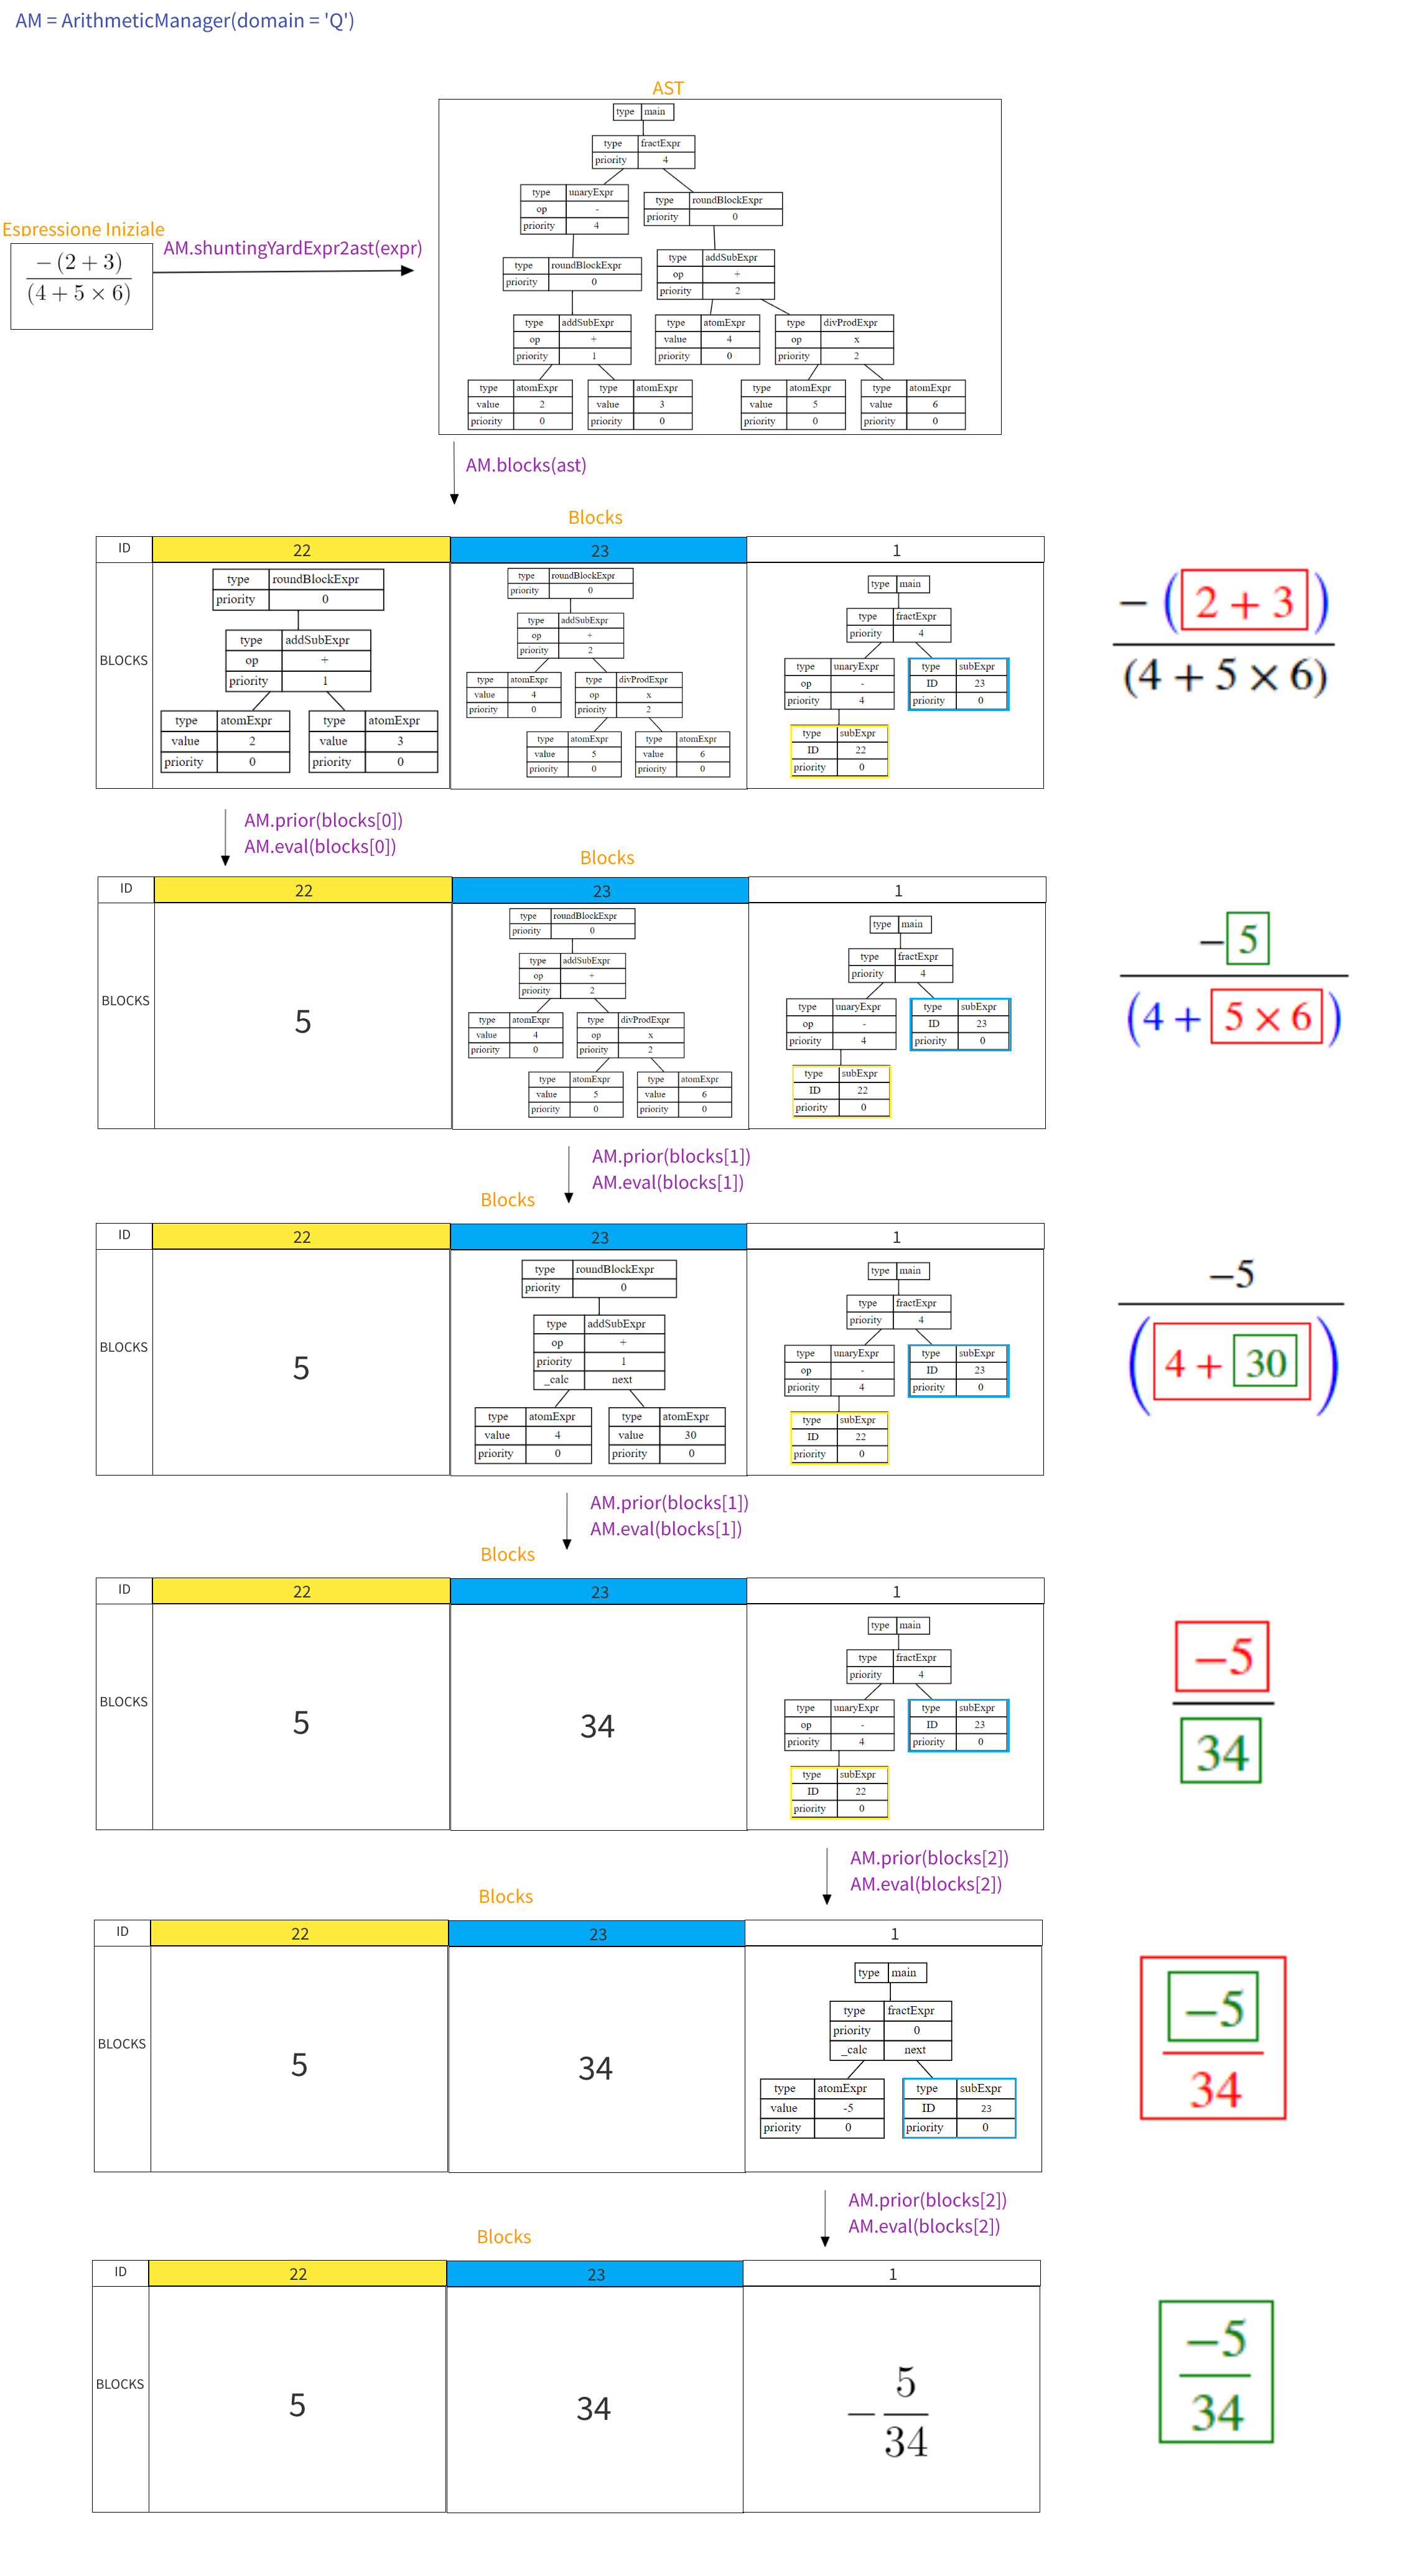 AM = ArithmeticManager(domain = 'Q')
AST
type main
type fractExpr
priority 4
type unaryExpr
op -
priority 4
type roundBlockExpr
priority 0
Espressione Iniziale
− (2 + 3)
(4 + 5 × 6)
AM.shuntingYardExpr2ast(expr)
type roundBlockExpr
priority 0
type addSubExpr
op +
priority 2
type addSubExpr
op +
priority 1
type atomExpr
value 4
priority 0
type divProdExpr
op x
priority 2
type atomExpr
value 2
priority 0
type atomExpr
value 3
priority 0
type atomExpr
value 5
priority 0
type atomExpr
value 6
priority 0
AM.blocks(ast)
Blocks
ID 22 23 1
BLOCKS
type roundBlockExpr
priority 0
type addSubExpr
op +
priority 1
type atomExpr
value 2
priority 0
type atomExpr
value 3
priority 0
type roundBlockExpr
priority 0
type addSubExpr
op +
priority 2
type atomExpr
value 4
priority 0
type divProdExpr
op x
priority 2
type atomExpr
value 5
priority 0
type atomExpr
value 6
priority 0
type main
type fractExpr
priority 4
type unaryExpr
op -
priority 4
type subExpr
ID 23
priority 0
type subExpr
ID 22
priority 0
− (2 + 3)
(4 + 5 × 6)
AM.prior(blocks[0])
AM.eval(blocks[0])
Blocks
ID 22 23 1
BLOCKS
5
type roundBlockExpr
priority 0
type addSubExpr
op +
priority 2
type atomExpr
value 4
priority 0
type divProdExpr
op x
priority 2
type atomExpr
value 5
priority 0
type atomExpr
value 6
priority 0
type main
type fractExpr
priority 4
type unaryExpr
op -
priority 4
type subExpr
ID 23
priority 0
type subExpr
ID 22
priority 0
−5
(4 + 5 × 6)
AM.prior(blocks[1])
AM.eval(blocks[1])
Blocks
ID 22 23 1
BLOCKS
5
type roundBlockExpr
priority 0
type addSubExpr
op +
priority 1
_calc next
type atomExpr
value 4
priority 0
type atomExpr
value 30
priority 0
type main
type fractExpr
priority 4
type unaryExpr
op -
priority 4
type subExpr
ID 23
priority 0
type subExpr
ID 22
priority 0
−5
(4 + 30)
AM.prior(blocks[1])
AM.eval(blocks[1])
Blocks
ID 22 23 1
BLOCKS
5
34
type main
type fractExpr
priority 4
type unaryExpr
op -
priority 4
type subExpr
ID 23
priority 0
type subExpr
ID 22
priority 0
−5
34
AM.prior(blocks[2])
AM.eval(blocks[2])
Blocks
ID 22 23 1
BLOCKS
5
34
type main
type fractExpr
priority 0
_calc next
type atomExpr
value -5
priority 0
type subExpr
ID 23
priority 0
−5
34
AM.prior(blocks[2])
AM.eval(blocks[2])
Blocks
ID 22 23 1
BLOCKS
5
34
− 5
34
−5
34